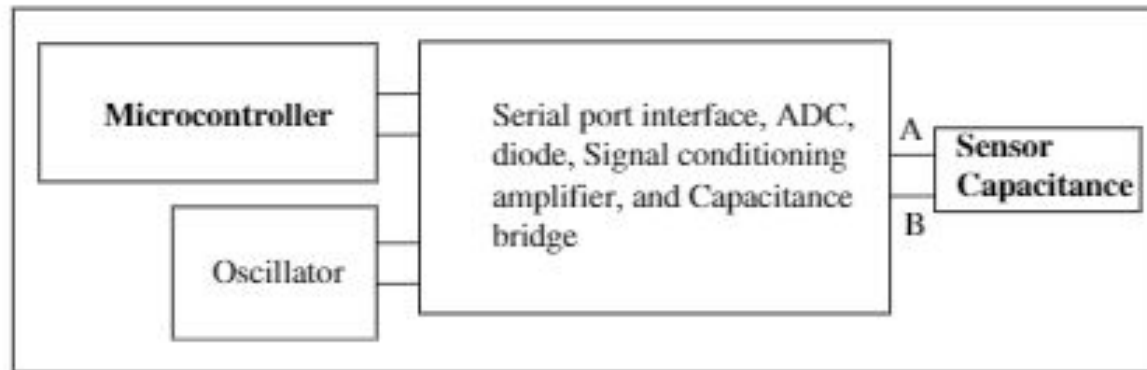 Microcontroller
Serial port interface, ADC,
diode, Signal conditioning
amplifier, and Capacitance
bridge
A
B
Sensor
Capacitance
Oscillator